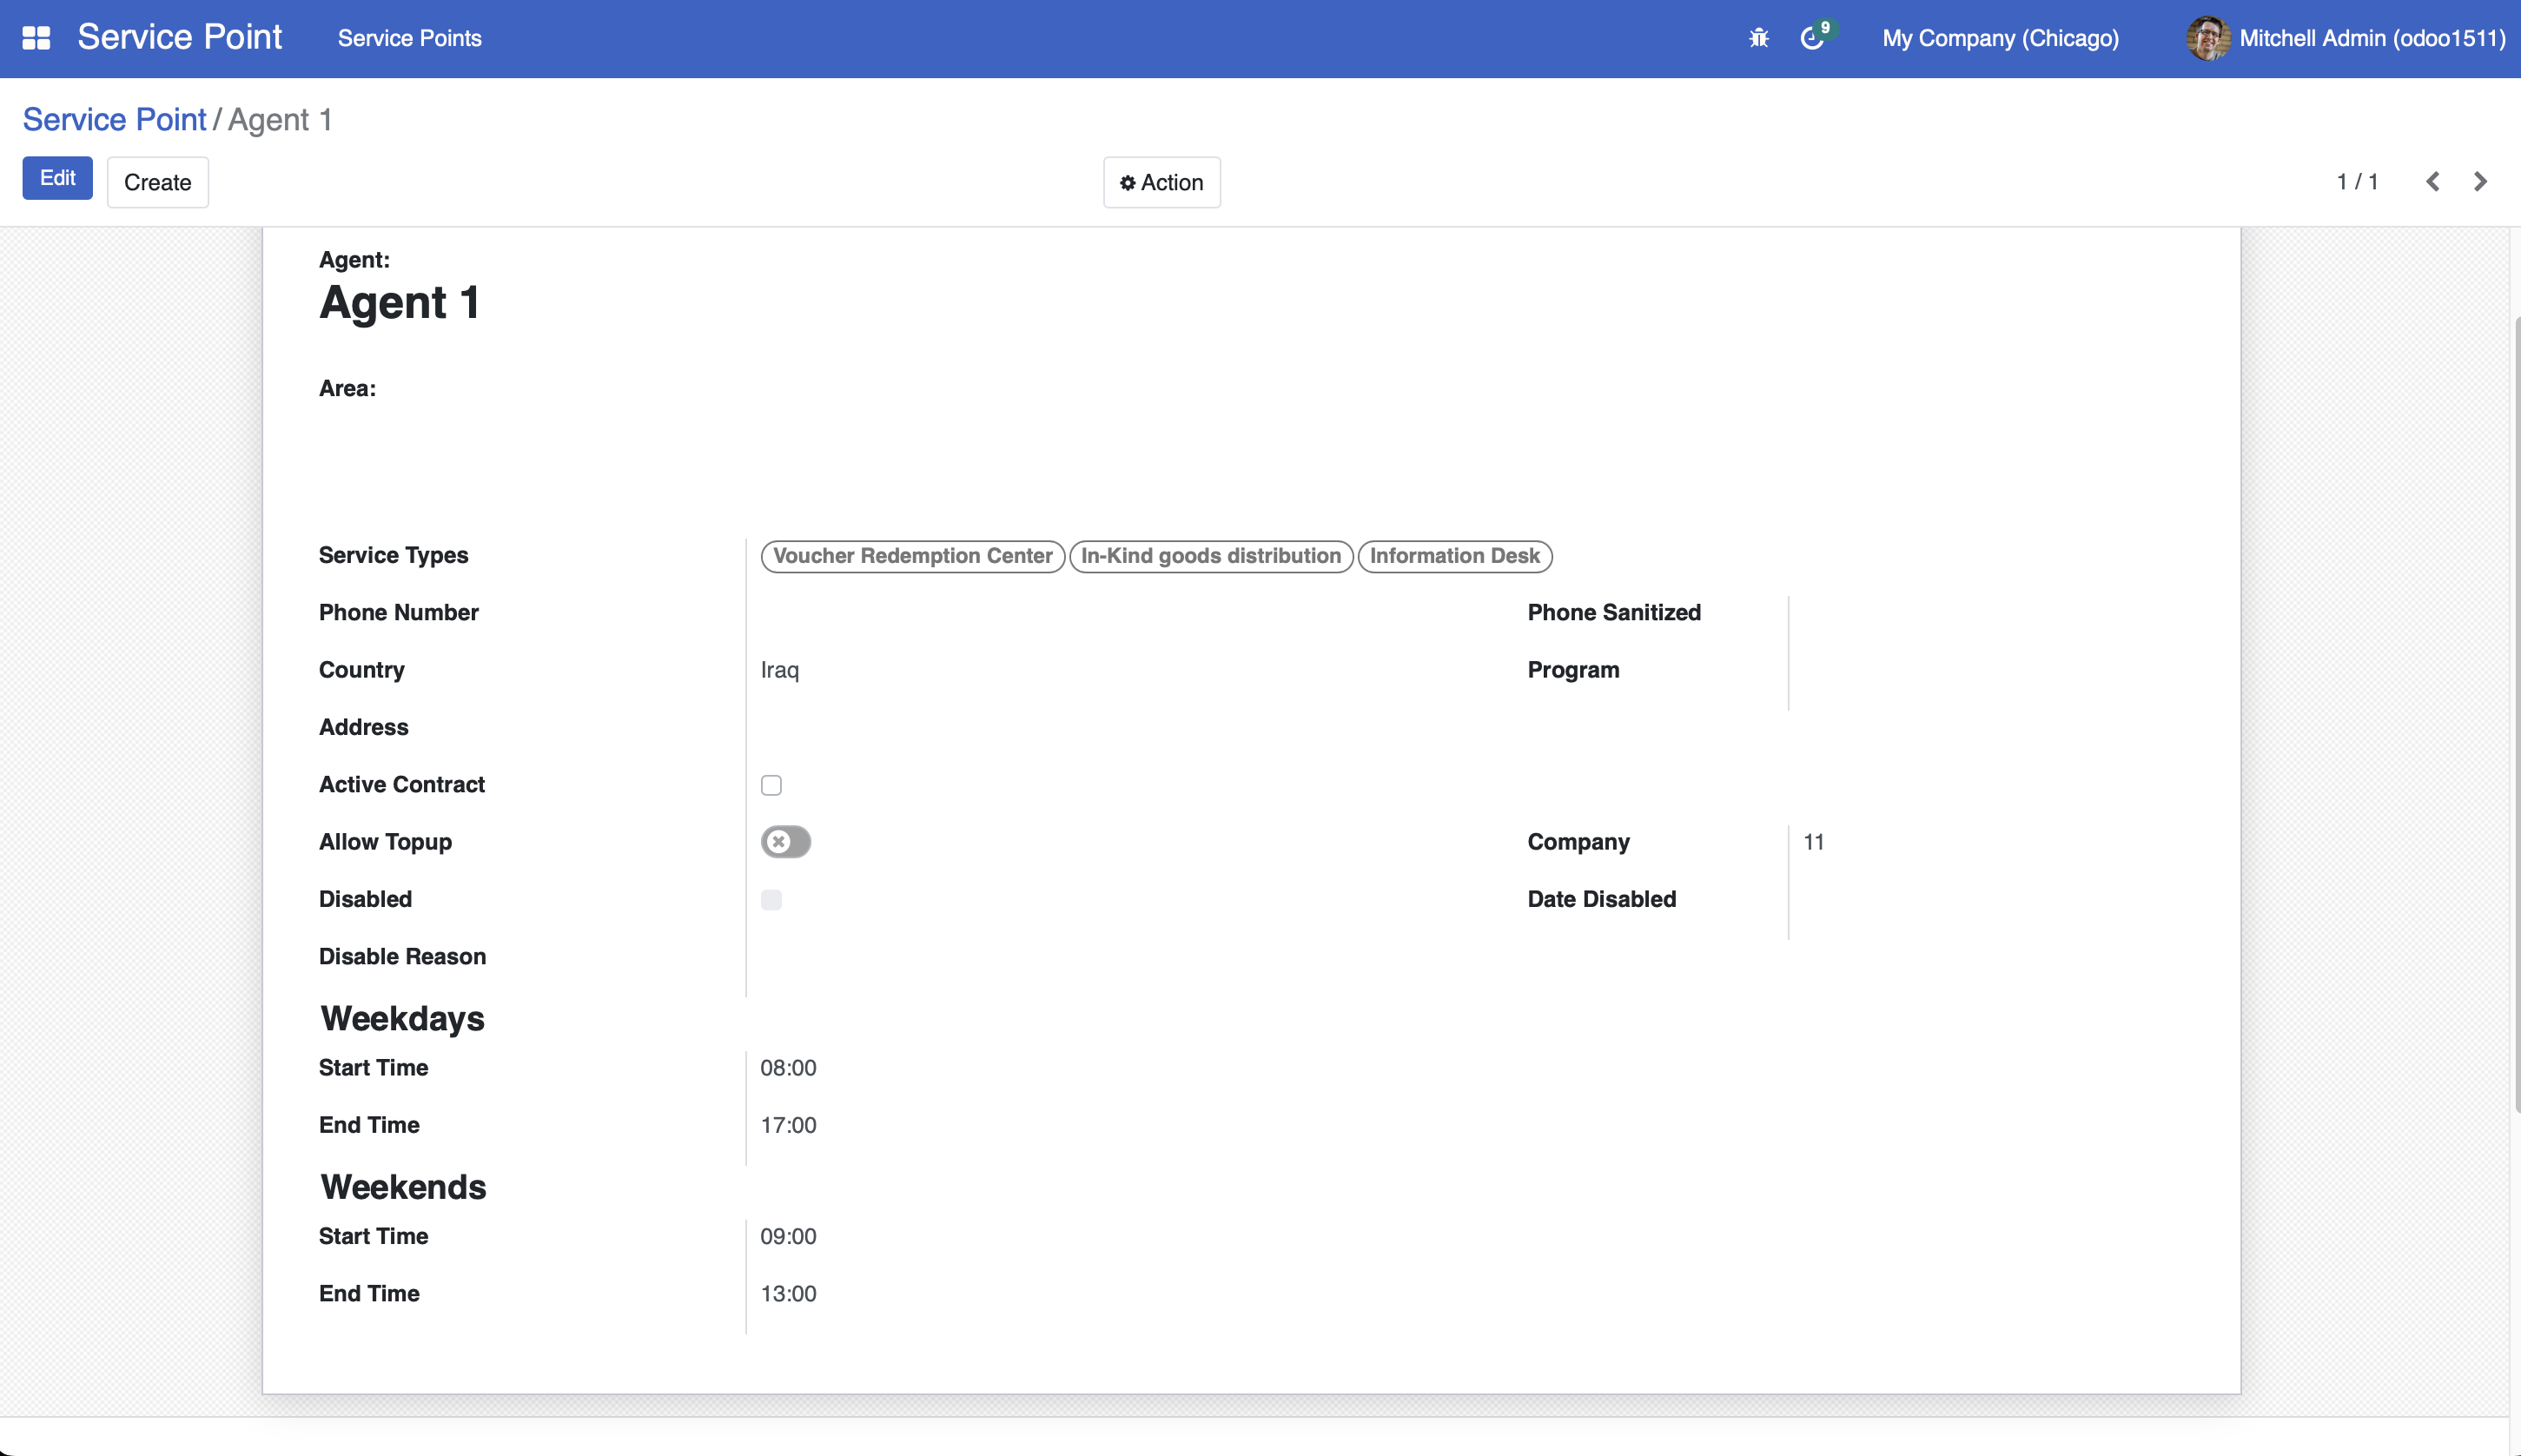 Service Point Service Points 9 My Company (Chicago) Mitchell Admin (odoo1511)
Service Point / Agent 1
Edit Create Action 1 / 1
Agent:
Agent 1
Area:
Service Types Voucher Redemption Center In-Kind goods distribution Information Desk
Phone Number Phone Sanitized
Country Iraq Program
Address
Active Contract
Allow Topup Company 11
Disabled Date Disabled
Disable Reason
Weekdays
Start Time 08:00
End Time 17:00
Weekends
Start Time 09:00
End Time 13:00